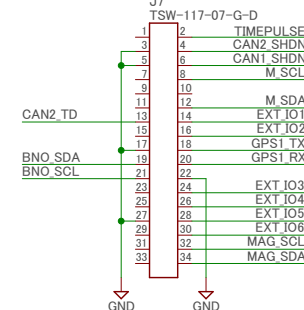 J7
TSW-117-07-G-D
1 2 TIMEPULSE
3 4 CAN2_SHDN
5 6 CAN1_SHDN
7 8 M_SCL
9 10
11 12 M_SDA
CAN2_TD 13 14 EXT_IO1
15 16 EXT_IO2
17 18 GPS1_TX
BNO_SDA 19 20 GPS1_RX
BNO_SCL 21 22
23 24 EXT_IO3
25 26 EXT_IO4
27 28 EXT_IO5
29 30 EXT_IO6
31 32 MAG_SCL
33 34 MAG_SDA
GND GND